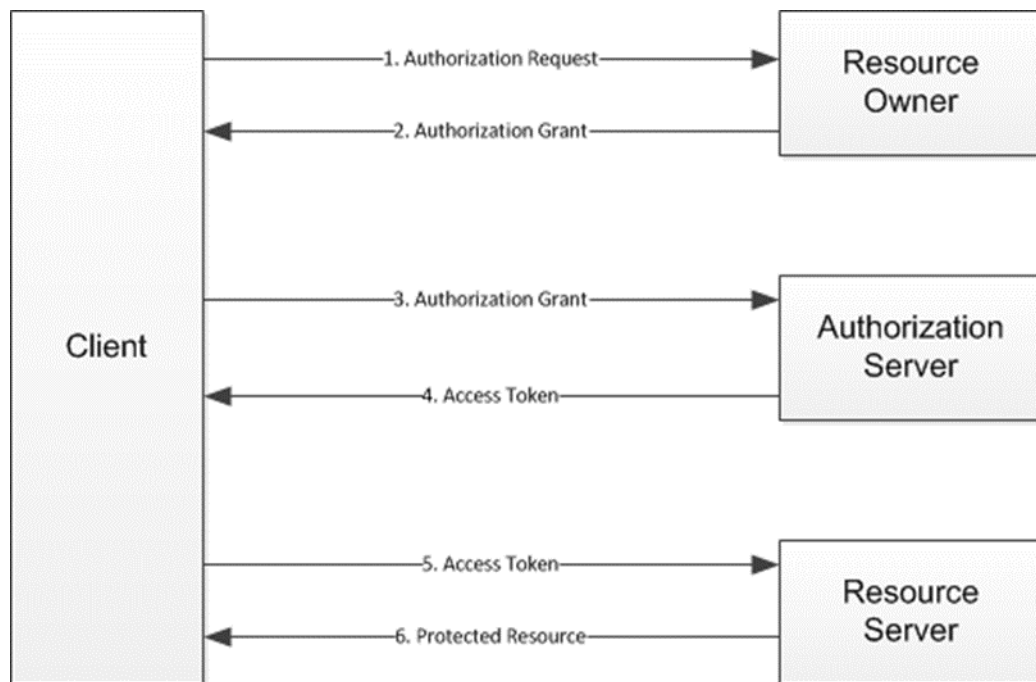 1. Authorization Request
Resource
Owner
2. Authorization Grant
3. Authorization Grant
Client
Authorization
Server
4. Access Token
5. Access Token
Resource
Server
6. Protected Resource